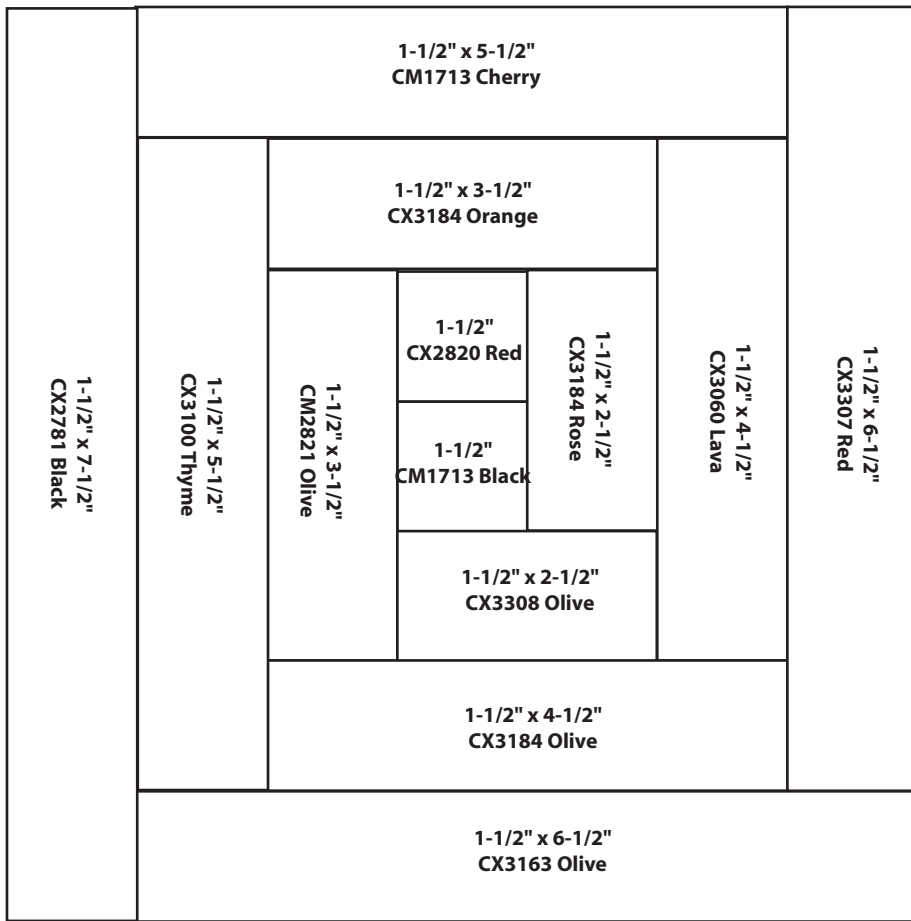 1-1/2" x 5-1/2"
CM1713 Cherry
1-1/2" x 3-1/2"
CX3184 Orange
1-1/2"
CX2820 Red
1-1/2"
CM1713 Black
1-1/2" x 2-1/2"
CX3184 Rose
1-1/2" x 4-1/2"
CX3060 Lava
1-1/2" x 6-1/2"
CX3307 Red
1-1/2" x 7-1/2"
CX2781 Black
1-1/2" x 5-1/2"
CX3100 Thyme
1-1/2" x 3-1/2"
CM2821 Olive
1-1/2" x 2-1/2"
CX3308 Olive
1-1/2" x 4-1/2"
CX3184 Olive
1-1/2" x 6-1/2"
CX3163 Olive